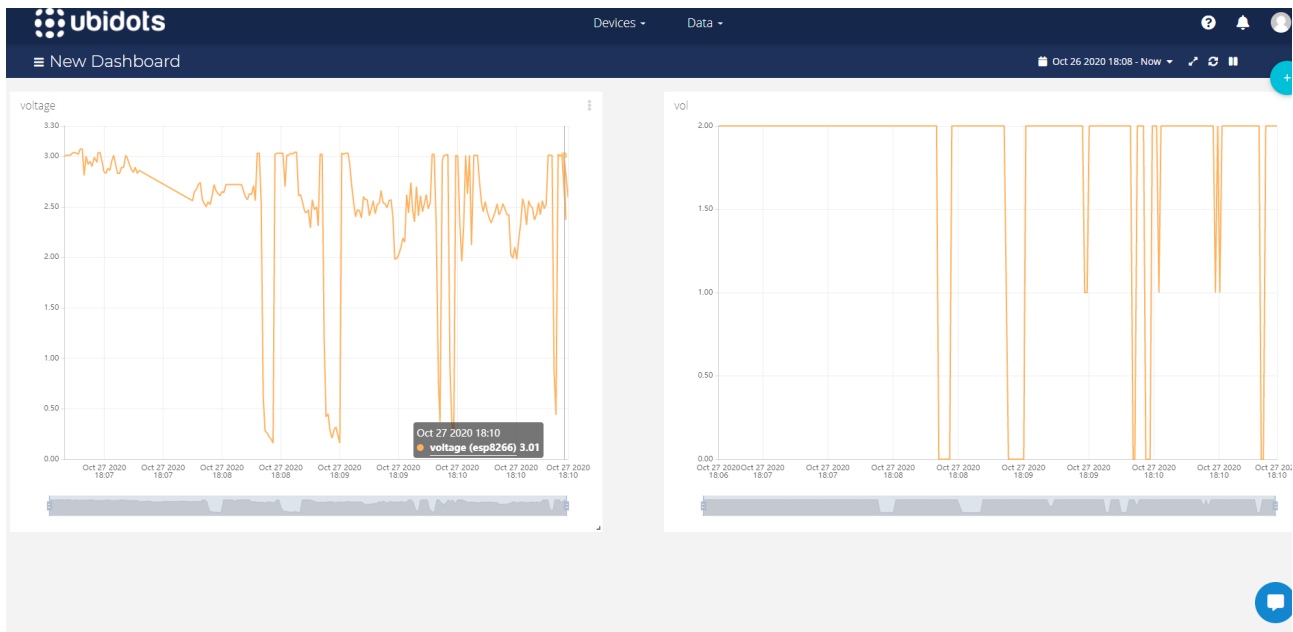 ubidots
Devices
Data
New Dashboard
Oct 26 2020 18:08 - Now
voltage
3.30
3.00
2.50
2.00
1.50
1.00
0.50
0.00
Oct 27 2020 18:10
voltage (esp8266) 3.01
Oct 27 2020 Oct 27 2020 Oct 27 2020 Oct 27 2020 Oct 27 2020 Oct 27 2020 Oct 27 2020 Oct 27 2020 Oct 27 2020
18:07 18:07 18:08 18:08 18:09 18:09 18:10 18:10 18:10
vol
2.00
1.50
1.00
0.50
0.00
Oct 27 2020Oct 27 2020 Oct 27 2020 Oct 27 2020 Oct 27 2020 Oct 27 2020 Oct 27 2020 Oct 27 2020 Oct 27 2020 Oct 27 202
18:06 18:07 18:07 18:08 18:08 18:09 18:09 18:10 18:10 18:10